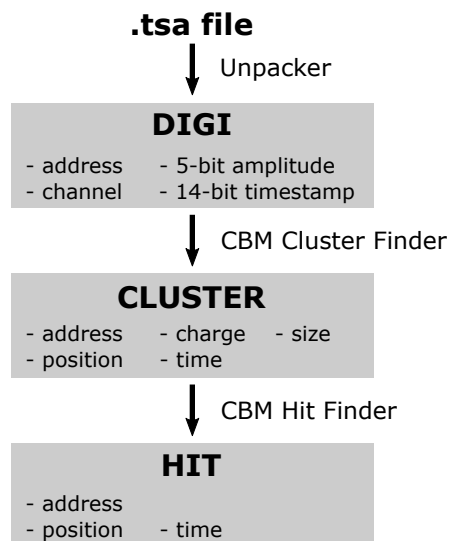 .tsa file
Unpacker
DIGI
- address - 5-bit amplitude
- channel - 14-bit timestamp
CBM Cluster Finder
CLUSTER
- address - charge - size
- position - time
CBM Hit Finder
HIT
- address
- position - time